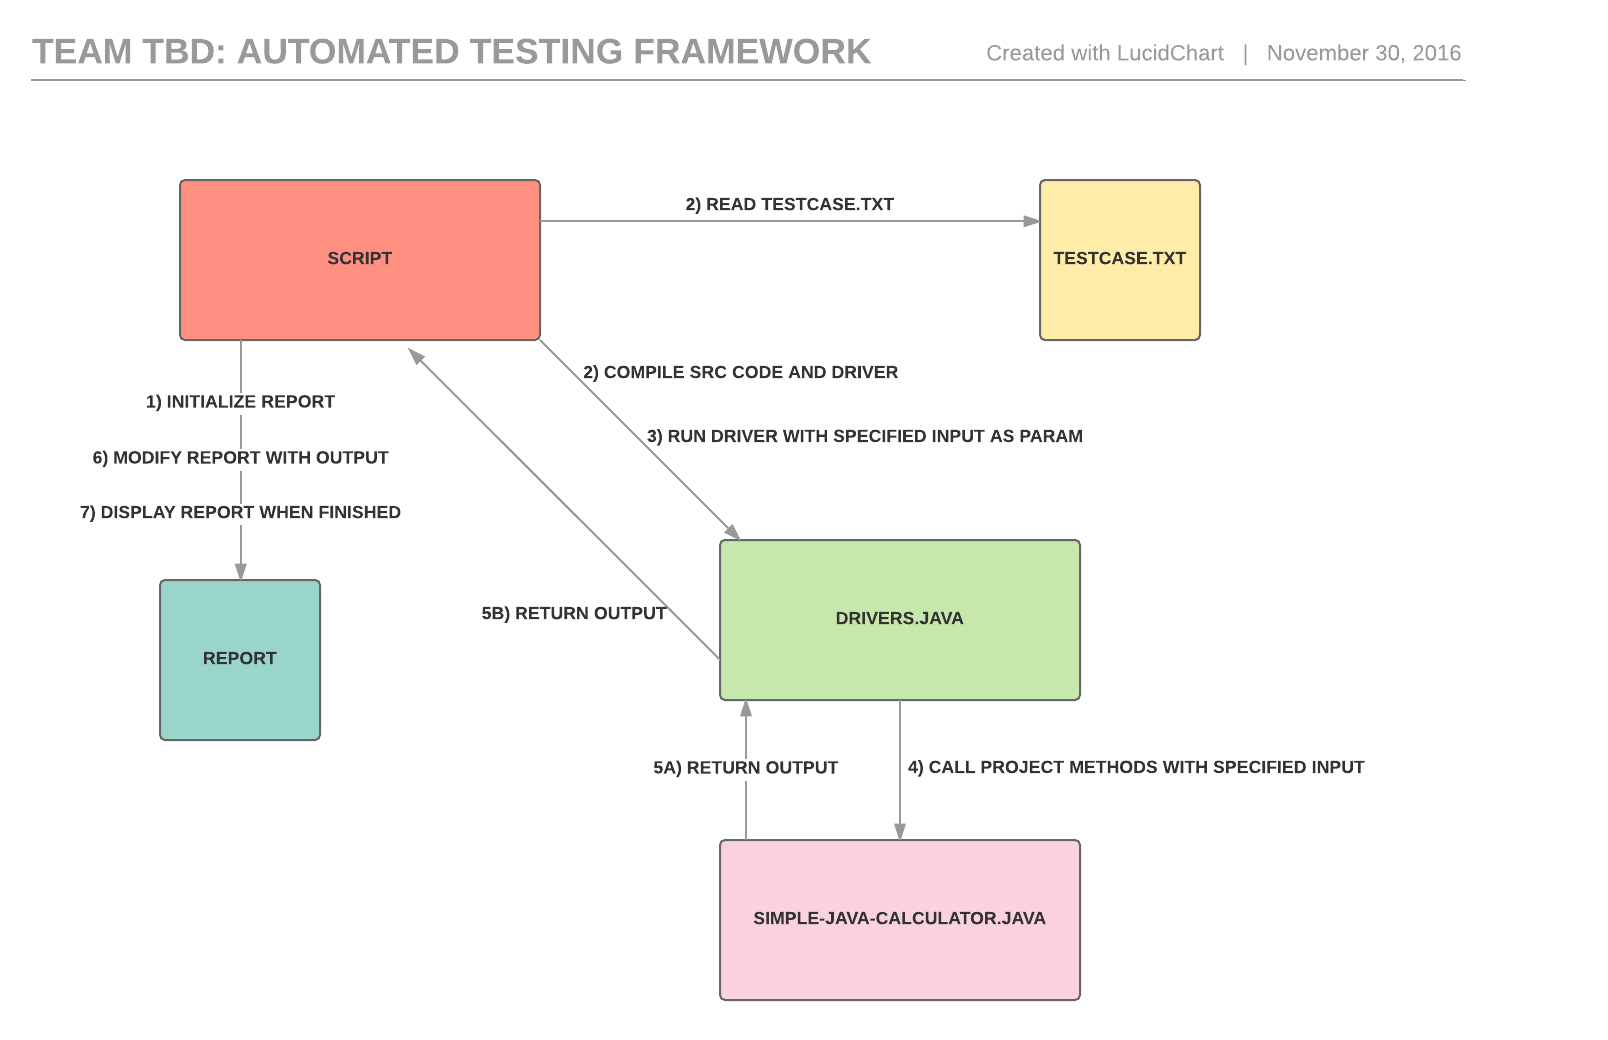 TEAM TBD: AUTOMATED TESTING FRAMEWORK
Created with LucidChart | November 30, 2016
2) READ TESTCASE.TXT
SCRIPT
TESTCASE.TXT
2) COMPILE SRC CODE AND DRIVER
1) INITIALIZE REPORT
3) RUN DRIVER WITH SPECIFIED INPUT AS PARAM
6) MODIFY REPORT WITH OUTPUT
7) DISPLAY REPORT WHEN FINISHED
5B) RETURN OUTPUT
DRIVERS.JAVA
REPORT
5A) RETURN OUTPUT
4) CALL PROJECT METHODS WITH SPECIFIED INPUT
SIMPLE-JAVA-CALCULATOR.JAVA